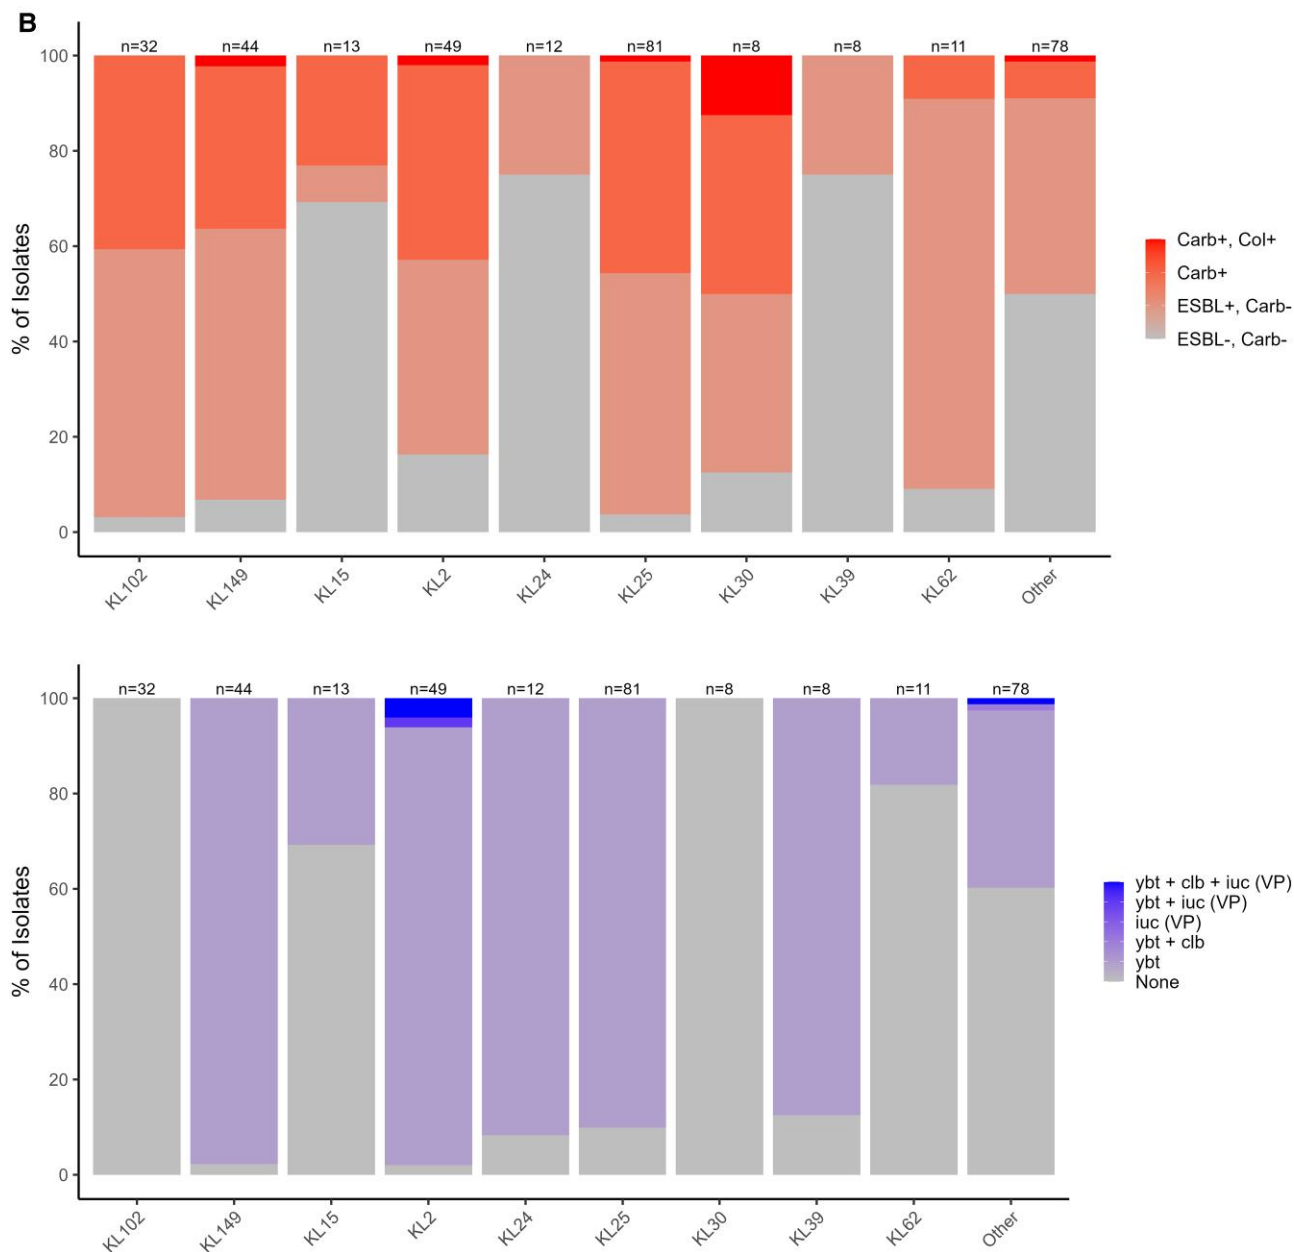 B
n=32 n=44 n=13 n=49 n=12 n=81 n=8 n=8 n=11 n=78
100
80
60
40
20
0
% of Isolates
KL102 KL149 KL15 KL2 KL24 KL25 KL30 KL39 KL62 Other
Carb+, Col+
Carb+
ESBL+, Carb-
ESBL-, Carb-
n=32 n=44 n=13 n=49 n=12 n=81 n=8 n=8 n=11 n=78
100
80
60
40
20
0
% of Isolates
KL102 KL149 KL15 KL2 KL24 KL25 KL30 KL39 KL62 Other
ybt + clb + iuc (VP)
ybt + iuc (VP)
iuc (VP)
ybt + clb
ybt
None